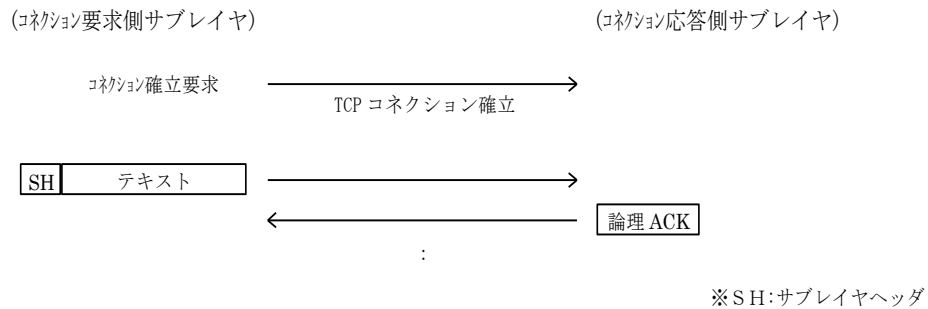 (ｺﾈｸｼｮﾝ要求側サブレイヤ) (ｺﾈｸｼｮﾝ応答側サブレイヤ)
ｺﾈｸｼｮﾝ確立要求
TCP コネクション確立
SH テキスト
論理 ACK
:
※ＳＨ:サブレイヤヘッダ